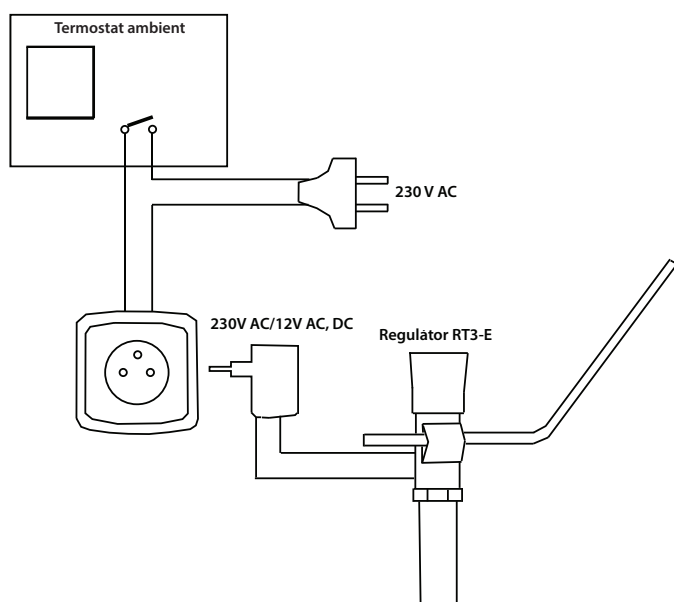 Termostat ambient
230 V AC
230V AC/12V AC, DC
Regulátor RT3-E